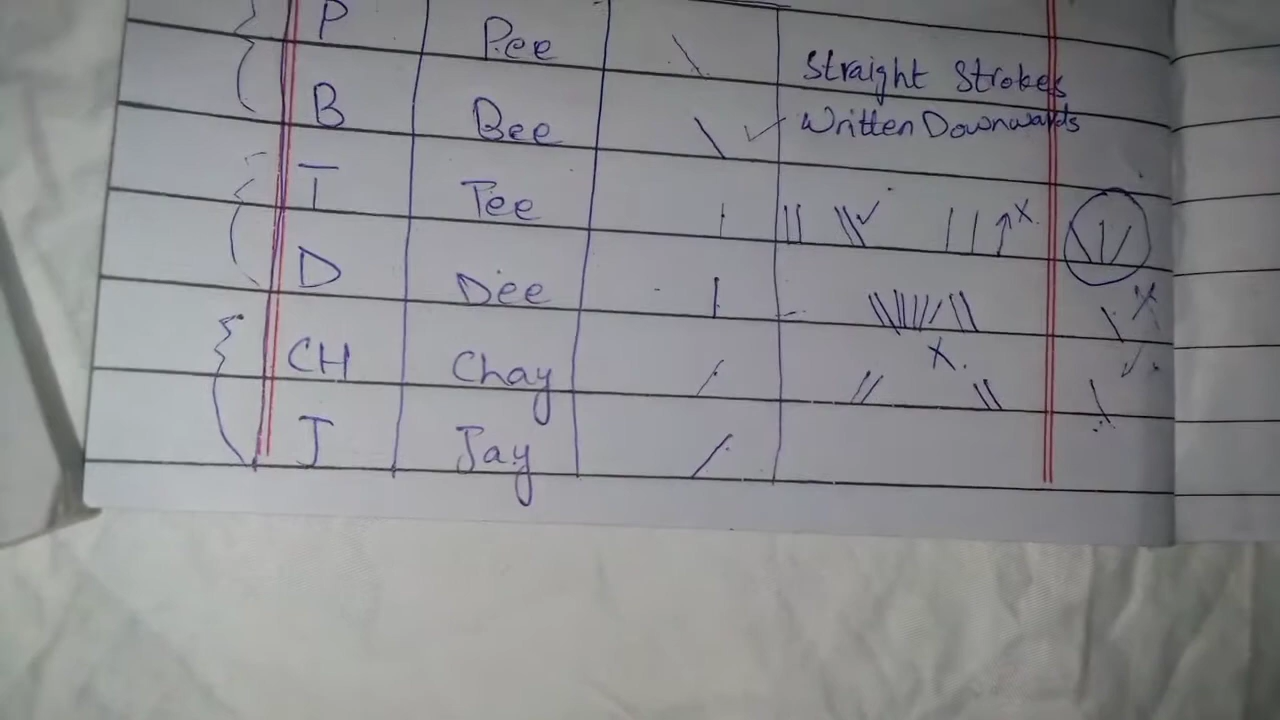 P Pee
Straight Strokes
B Bee Written Downwards
T Tee
D Dee
CH Chay
J Jay